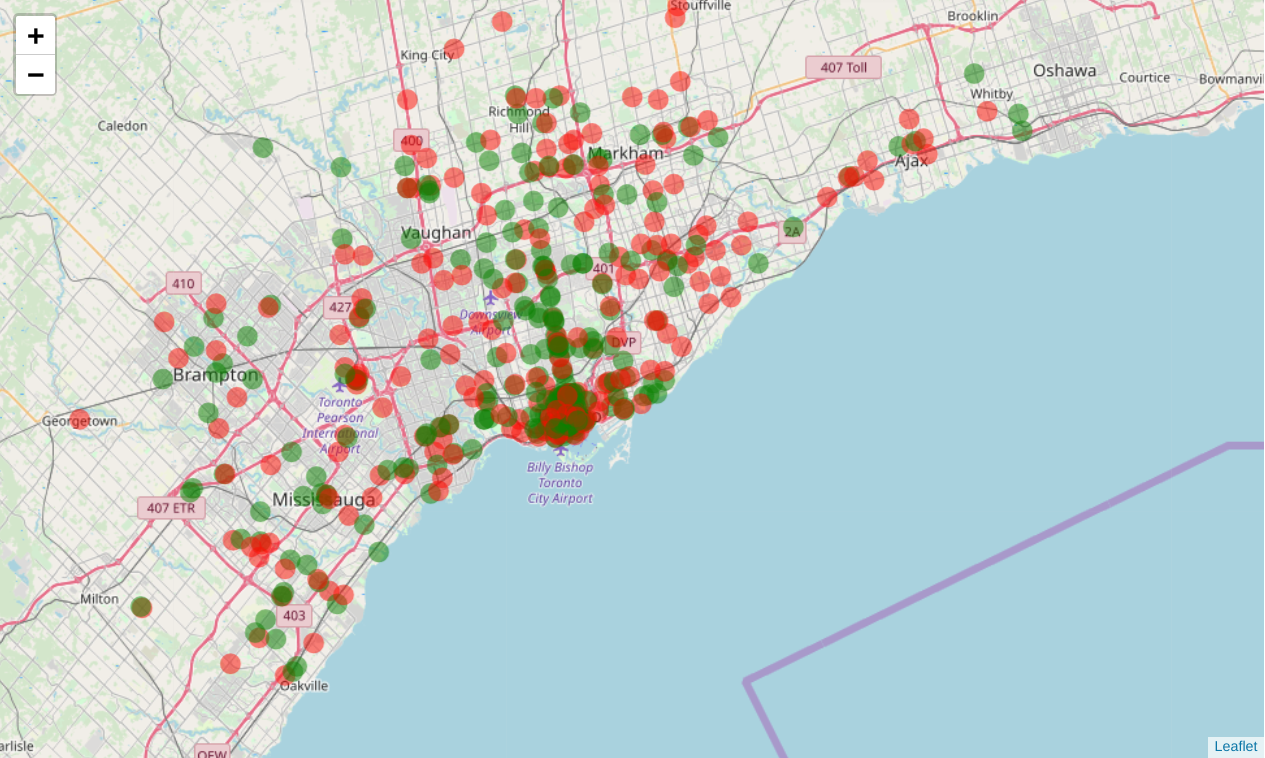 Stouffville
Brooklin
+
King City
407 Toll
Oshawa
Courtice
Bowmanvi
−
Whitby
Richmond
Hill
Caledon
400
Markham
Ajax
Vaughan
2A
401
410
427
Downsview
Airport
DVP
Brampton
Toronto
Pearson
International
Airport
Georgetown
Billy Bishop
Toronto
City Airport
Mississauga
407 ETR
Milton
403
Oakville
arlisle
QEW
Leaflet